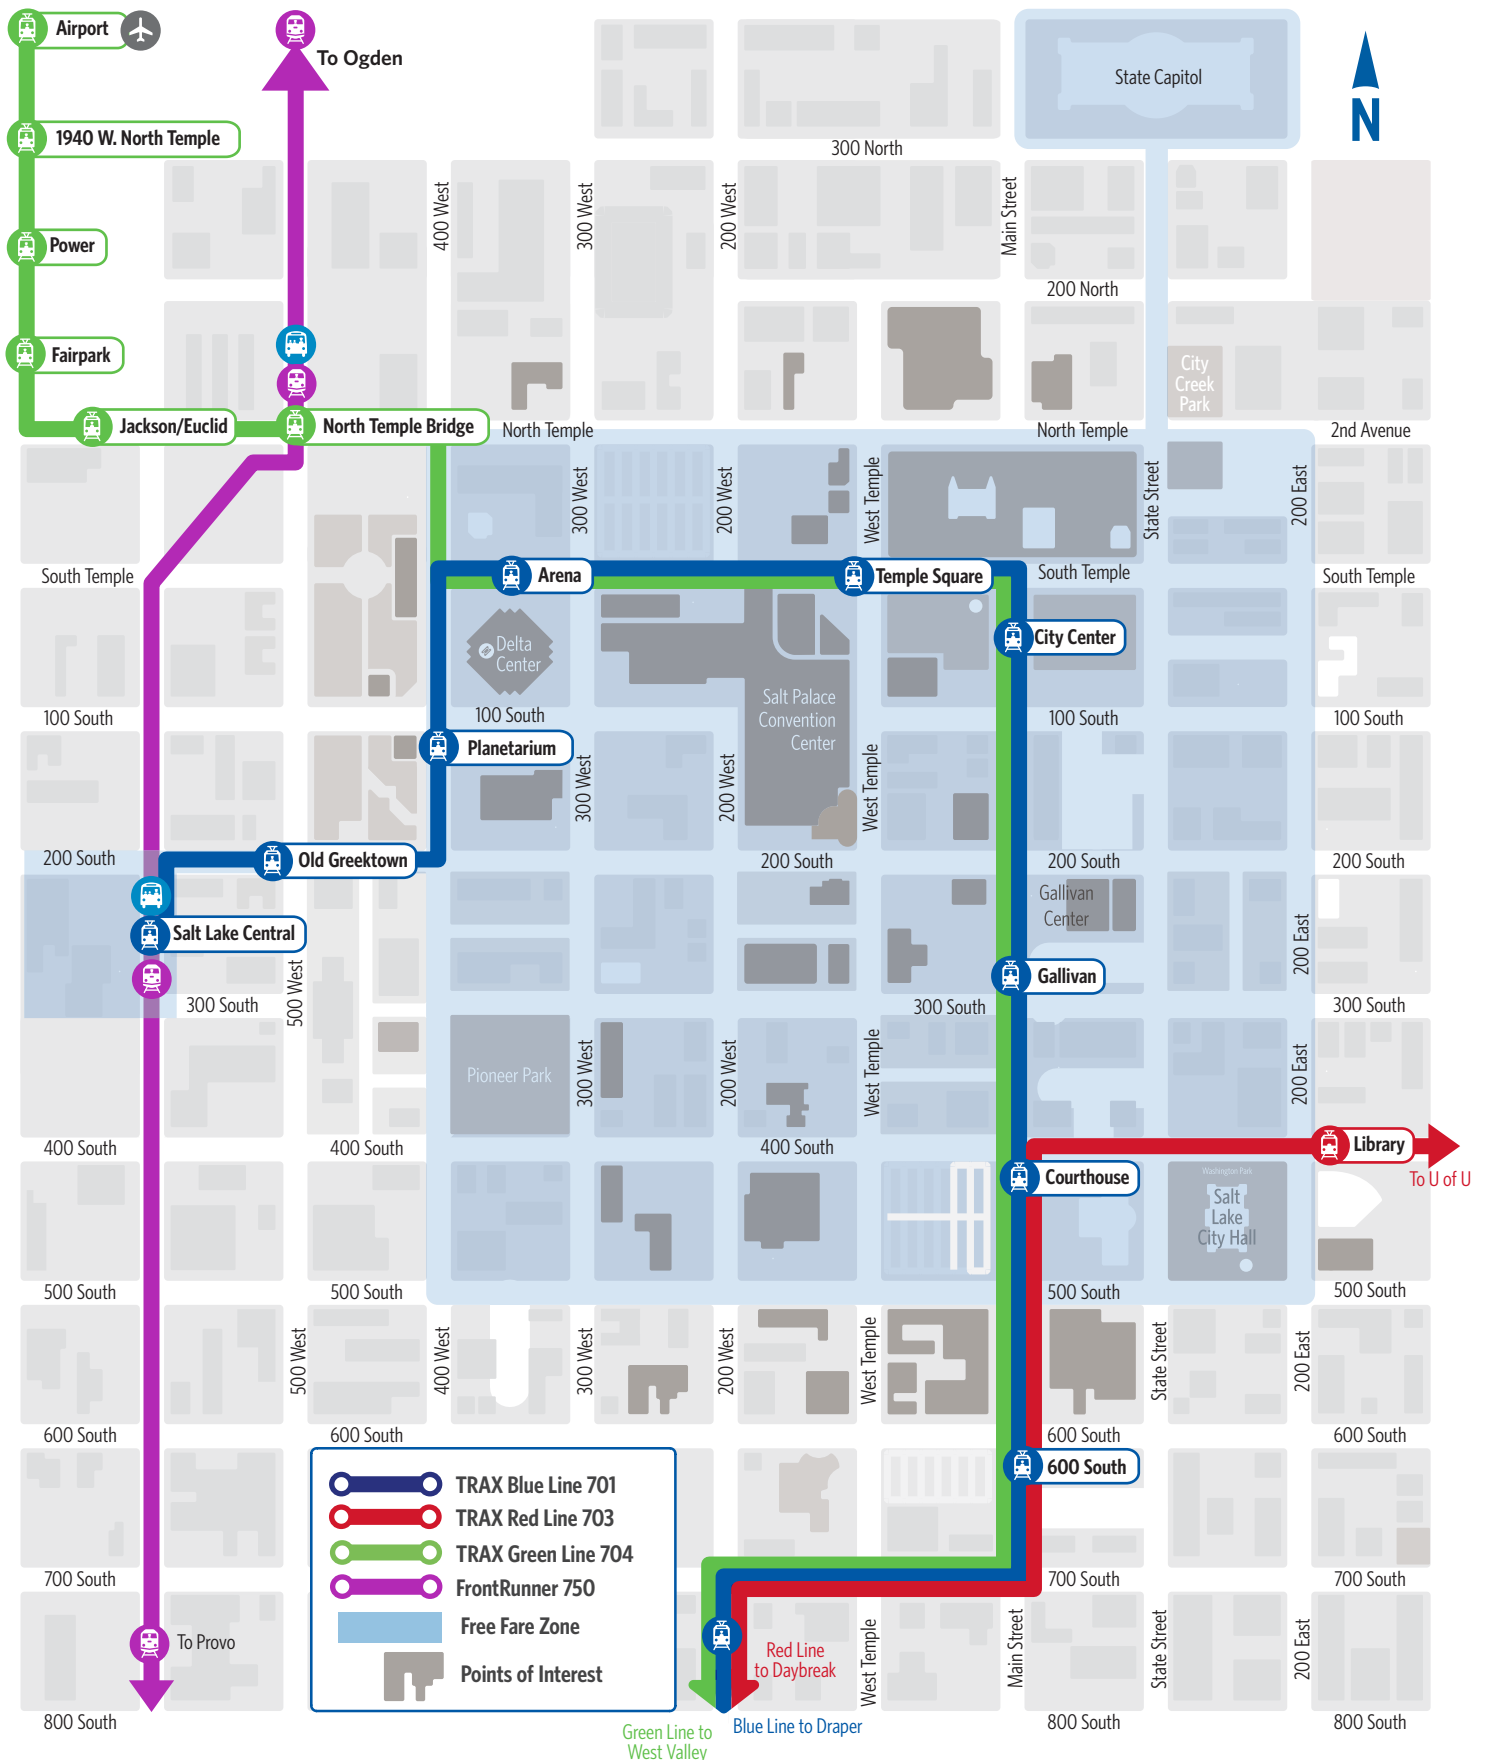 Airport
To Ogden
State Capitol
N
1940 W. North Temple
300 North
Power
400 West
300 West
200 West
Main Street
200 North
Fairpark
City
Creek
Park
Jackson/Euclid
North Temple Bridge
North Temple
North Temple
2nd Avenue
300 West
200 West
West Temple
State Street
200 East
South Temple
Arena
Temple Square
South Temple
South Temple
Delta
Center
City Center
Salt Palace
Convention
Center
100 South
100 South
100 South
100 South
Planetarium
300 West
200 West
West Temple
200 South
Old Greektown
200 South
200 South
200 South
Gallivan
Center
Salt Lake Central
500 West
200 East
Gallivan
300 South
300 South
300 South
Pioneer Park
300 West
200 West
West Temple
200 East
400 South
400 South
400 South
Library
To U of U
Courthouse
Washington Park
Salt
Lake
City Hall
500 South
500 South
500 South
500 South
500 West
400 West
300 West
200 West
West Temple
State Street
200 East
600 South
600 South
600 South
600 South
600 South
TRAX Blue Line 701
TRAX Red Line 703
TRAX Green Line 704
FrontRunner 750
Free Fare Zone
Points of Interest
700 South
700 South
700 South
To Provo
Red Line
to Daybreak
West Temple
Main Street
State Street
200 East
800 South
Green Line to
West Valley
Blue Line to Draper
800 South
800 South